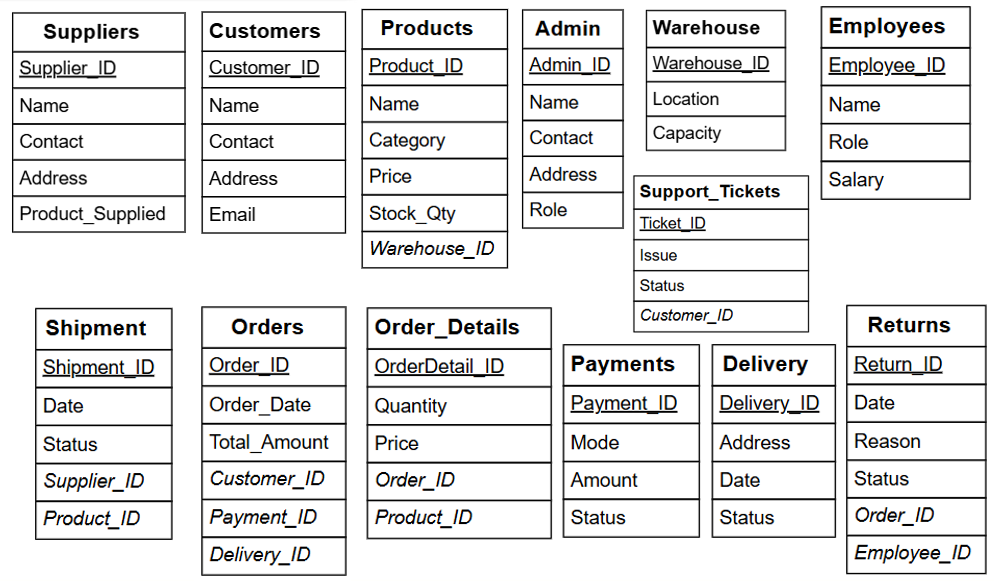 Suppliers
Supplier_ID
Name
Contact
Address
Product_Supplied
Customers
Customer_ID
Name
Contact
Address
Email
Products
Product_ID
Name
Category
Price
Stock_Qty
Warehouse_ID
Admin
Admin_ID
Name
Contact
Address
Role
Warehouse
Warehouse_ID
Location
Capacity
Employees
Employee_ID
Name
Role
Salary
Support_Tickets
Ticket_ID
Issue
Status
Customer_ID
Shipment
Shipment_ID
Date
Status
Supplier_ID
Product_ID
Orders
Order_ID
Order_Date
Total_Amount
Customer_ID
Payment_ID
Delivery_ID
Order_Details
OrderDetail_ID
Quantity
Price
Order_ID
Product_ID
Payments
Payment_ID
Mode
Amount
Status
Delivery
Delivery_ID
Address
Date
Status
Returns
Return_ID
Date
Reason
Status
Order_ID
Employee_ID